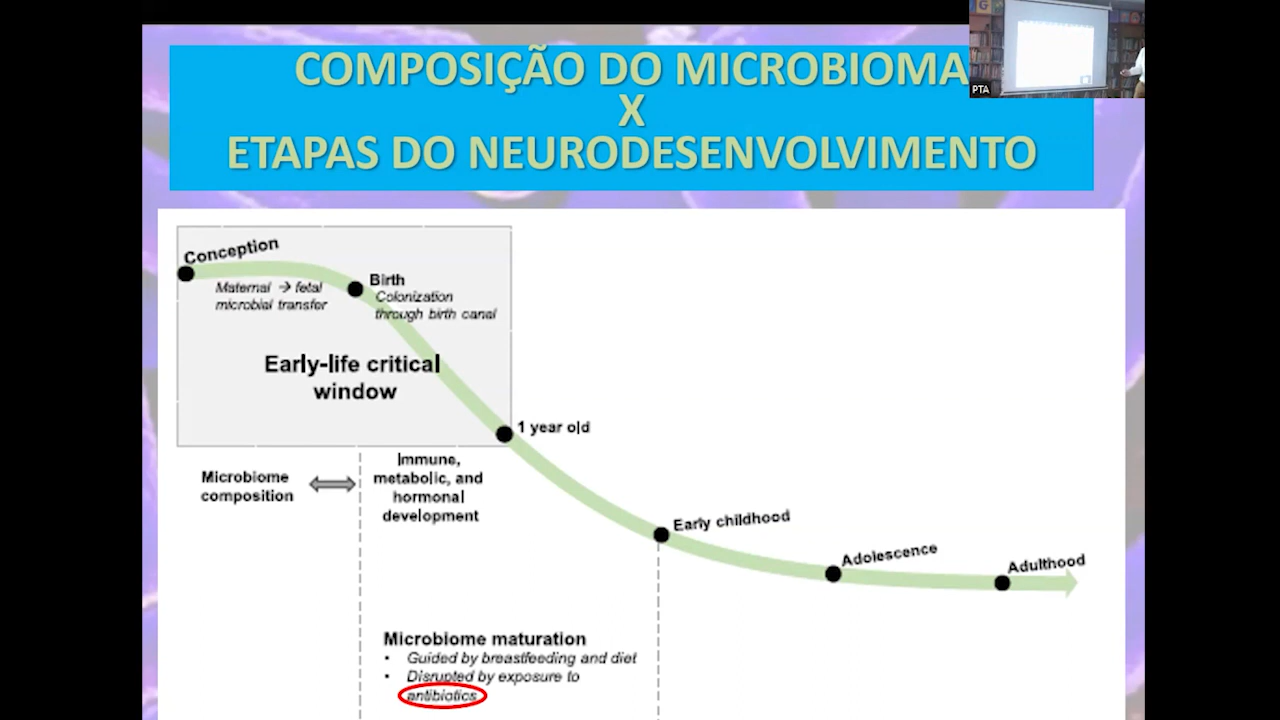 COMPOSIÇÃO DO MICROBIOMA
X
ETAPAS DO NEURODESENVOLVIMENTO
PTA
Conception
Maternal → fetal
microbial transfer
Birth
Colonization
through birth canal
Early-life critical
window
1 year old
Microbiome
composition
Immune,
metabolic, and
hormonal
development
Early childhood
Adolescence
Adulthood
Microbiome maturation
• Guided by breastfeeding and diet
• Disrupted by exposure to
antibiotics